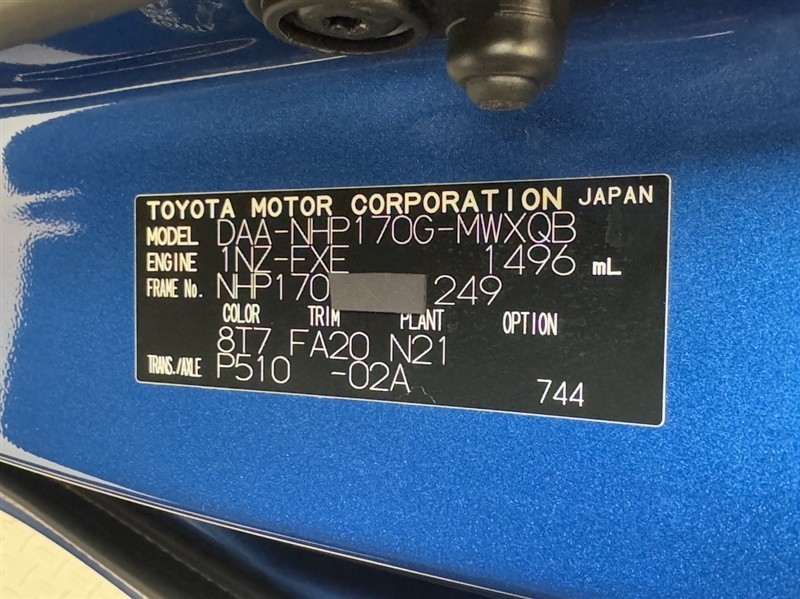 TOYOTA MOTOR CORPORATION JAPAN
MODEL DAA-NHP170G-MWXQB
ENGINE 1NZ-FXE 1496 mL
FRAME No. NHP170 249
COLOR TRIM PLANT OPTION
8T7 FA20 N21
TRANS./AXLE P510 -02A
744